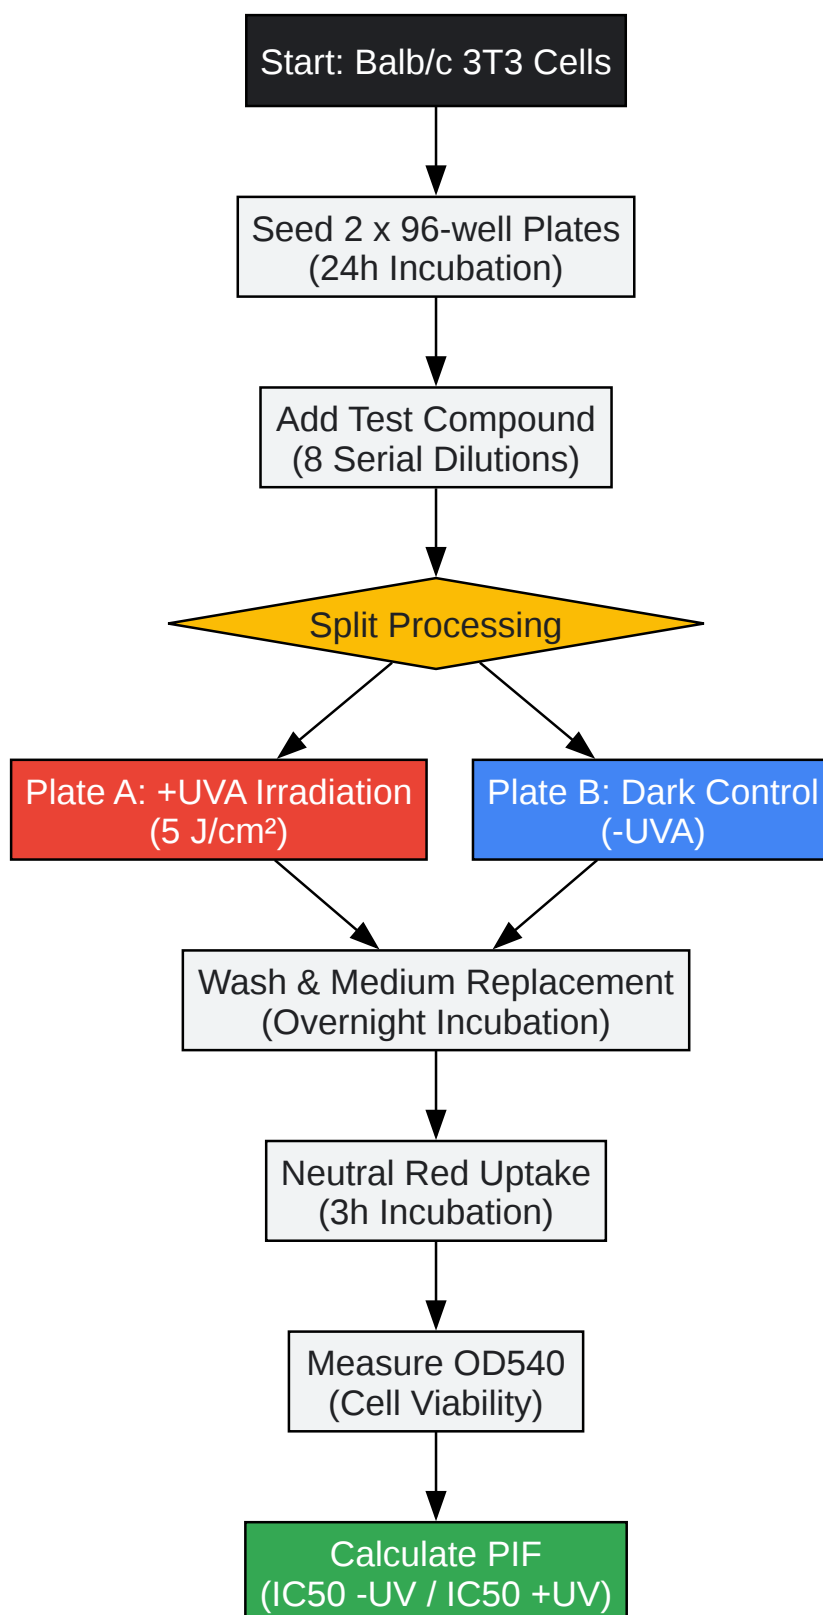 Start: Balb/c 3T3 Cells
Seed 2 x 96-well Plates
(24h Incubation)
Add Test Compound
(8 Serial Dilutions)
Split Processing
Plate A: +UVA Irradiation
(5 J/cm²)
Plate B: Dark Control
(-UVA)
Wash & Medium Replacement
(Overnight Incubation)
Neutral Red Uptake
(3h Incubation)
Measure OD540
(Cell Viability)
Calculate PIF
(IC50 -UV / IC50 +UV)